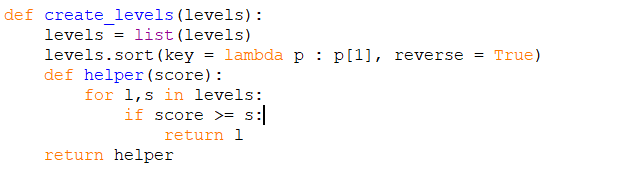 def create_levels(levels):
    levels = list(levels)
    levels.sort(key = lambda p : p[1], reverse = True)
    def helper(score):
        for l,s in levels:
            if score >= s:
                return l
    return helper